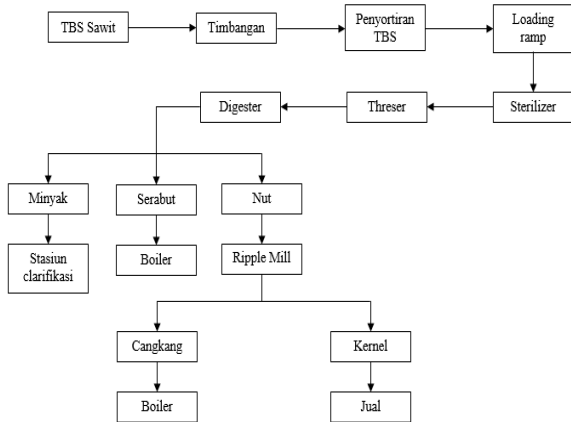 TBS Sawit
Timbangan
Penyortiran
TBS
Loading
ramp
Digester
Threser
Sterilizer
Minyak
Serabut
Nut
Stasiun
clarifikasi
Boiler
Ripple Mill
Cangkang
Kernel
Boiler
Jual